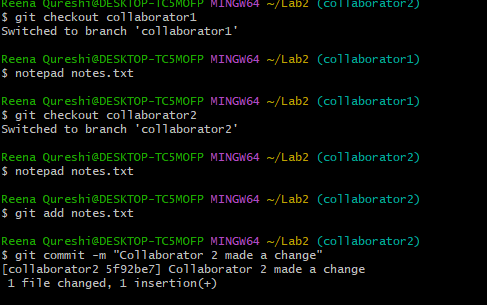 Reena Qureshi@DESKTOP-TC5MOFP MINGW64 ~/Lab2 (collaborator2)
$ git checkout collaborator1
Switched to branch 'collaborator1'
Reena Qureshi@DESKTOP-TC5MOFP MINGW64 ~/Lab2 (collaborator1)
$ notepad notes.txt
Reena Qureshi@DESKTOP-TC5MOFP MINGW64 ~/Lab2 (collaborator1)
$ git checkout collaborator2
Switched to branch 'collaborator2'
Reena Qureshi@DESKTOP-TC5MOFP MINGW64 ~/Lab2 (collaborator2)
$ notepad notes.txt
Reena Qureshi@DESKTOP-TC5MOFP MINGW64 ~/Lab2 (collaborator2)
$ git add notes.txt
Reena Qureshi@DESKTOP-TC5MOFP MINGW64 ~/Lab2 (collaborator2)
$ git commit -m "Collaborator 2 made a change"
[collaborator2 5f92be7] Collaborator 2 made a change
 1 file changed, 1 insertion(+)